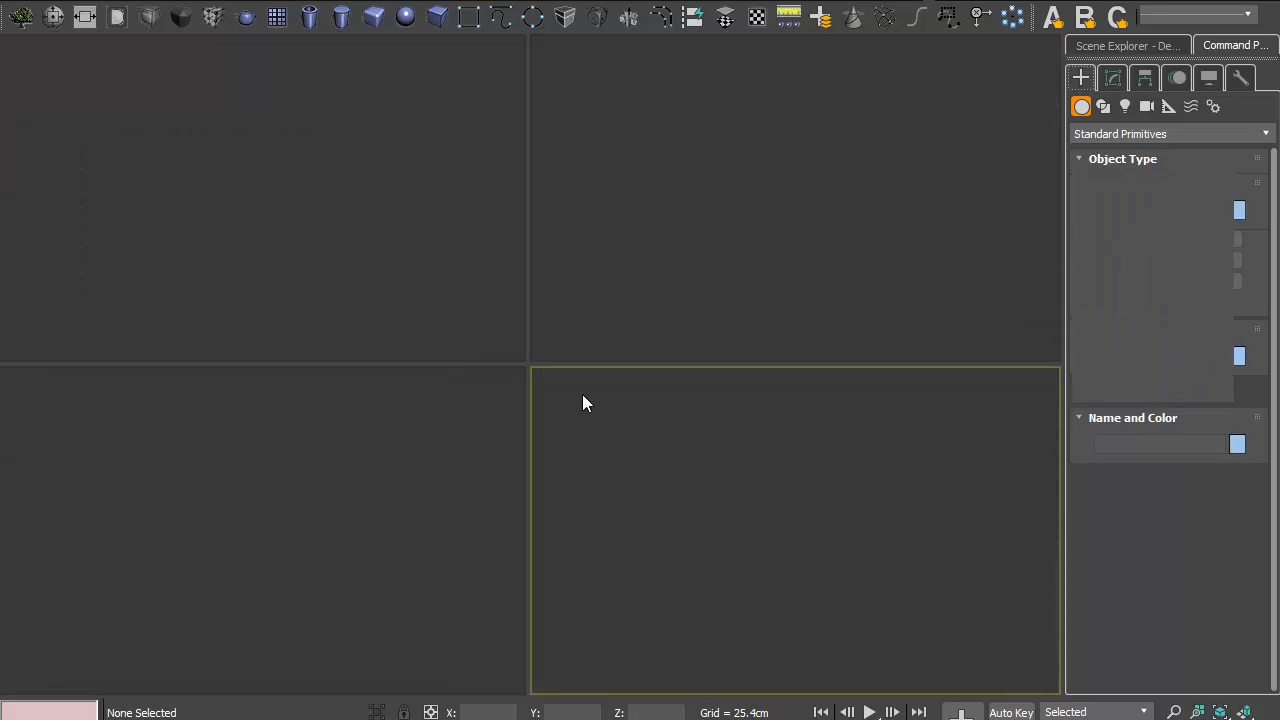 A B C
Scene Explorer - De...
Command P...
Standard Primitives
Object Type
Name and Color
None Selected
X:
Y:
Z:
Grid = 25.4cm
Auto Key
Selected